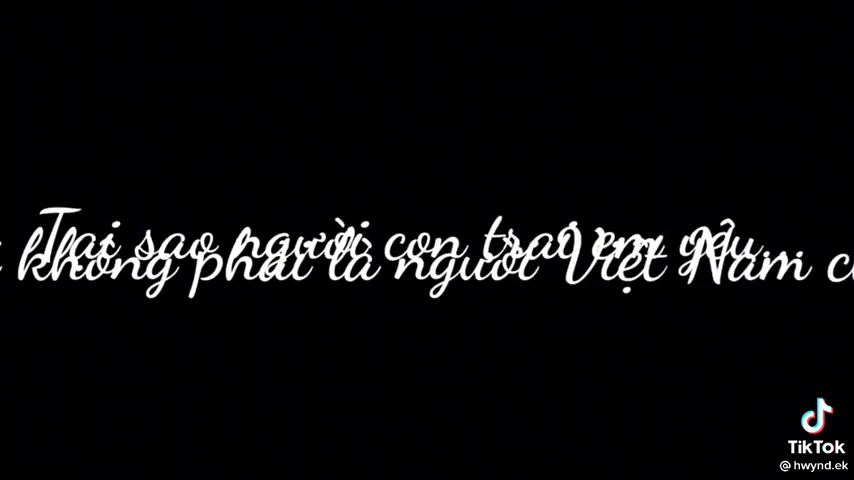 Tại sao người con trai em yêu
không phải là người Việt Nam
TikTok
@hwynd.ek